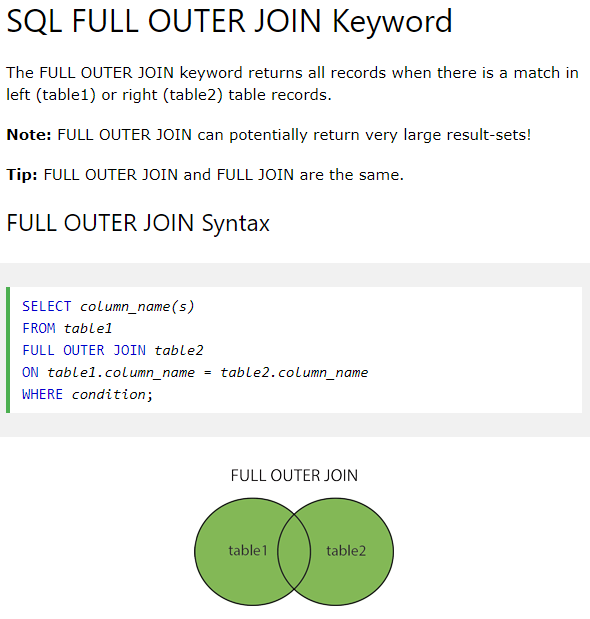 SQL FULL OUTER JOIN Keyword
The FULL OUTER JOIN keyword returns all records when there is a match in
left (table1) or right (table2) table records.
Note: FULL OUTER JOIN can potentially return very large result-sets!
Tip: FULL OUTER JOIN and FULL JOIN are the same.
FULL OUTER JOIN Syntax
SELECT column_name(s)
FROM table1
FULL OUTER JOIN table2
ON table1.column_name = table2.column_name
WHERE condition;
FULL OUTER JOIN
table1 table2